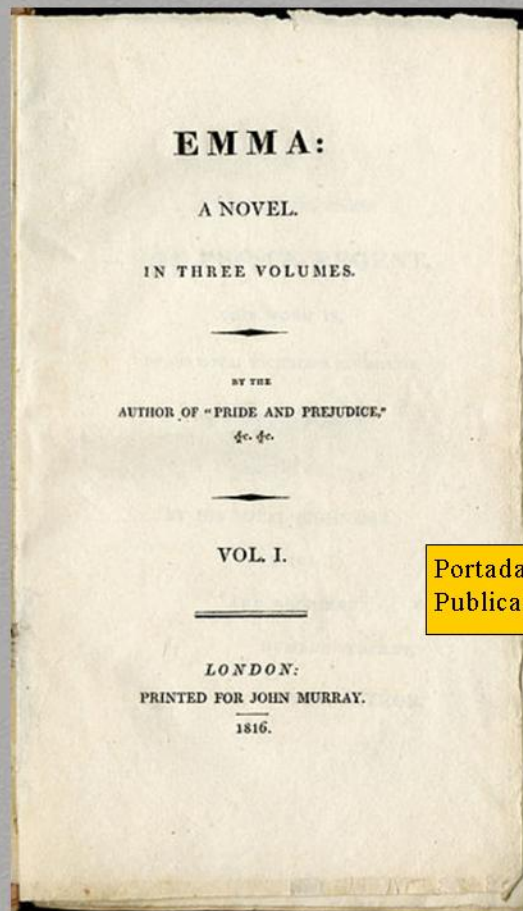 EMMA:
A NOVEL.
IN THREE VOLUMES.
BY THE
AUTHOR OF "PRIDE AND PREJUDICE,"
&c. &c.
VOL. I.
LONDON:
PRINTED FOR JOHN MURRAY.
1816.
Portada
Publica